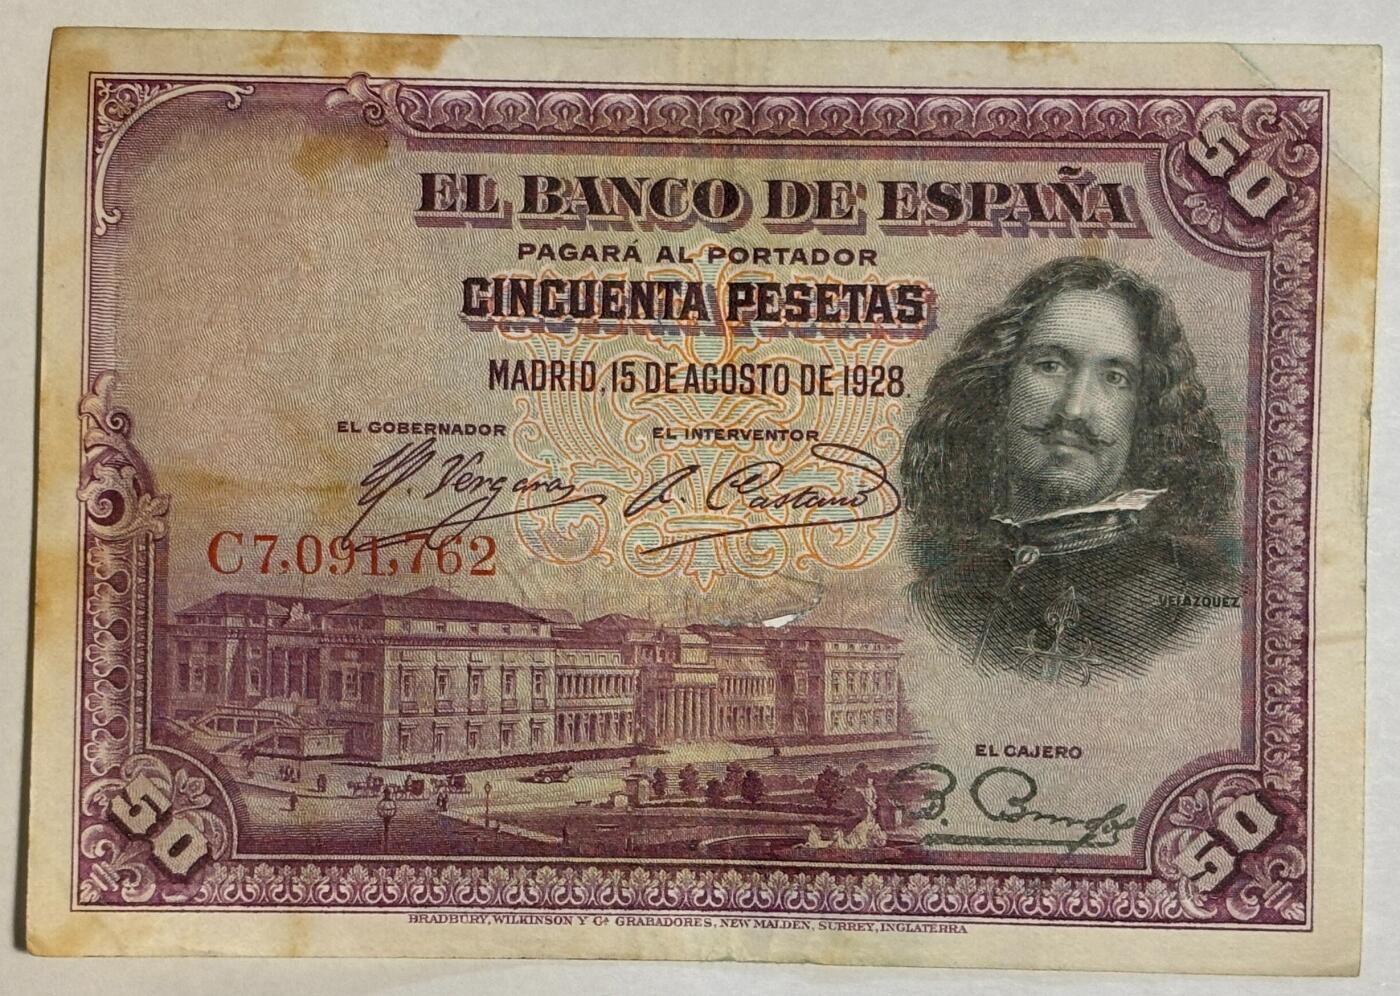 50
EL BANCO DE ESPAÑA
PAGARÁ AL PORTADOR
CINCUENTA PESETAS
MADRID, 15 DE AGOSTO DE 1928.
EL GOBERNADOR
EL INTERVENTOR
C7.091,762
VELAZQUEZ
EL CAJERO
50
50
BRADBURY, WILKINSON Y Cª GRABADORES, NEW MALDEN, SURREY, INGLATERRA